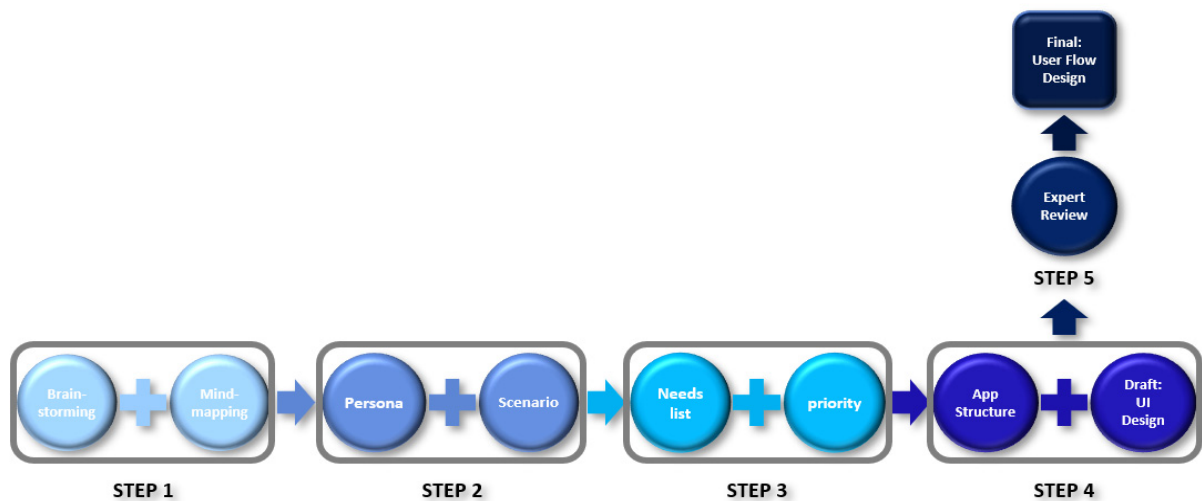 Final:
User Flow
Design
Expert
Review
STEP 5
Brain-
storming
Mind-
mapping
Persona
Scenario
Needs
list
priority
App
Structure
Draft:
UI
Design
STEP 1
STEP 2
STEP 3
STEP 4